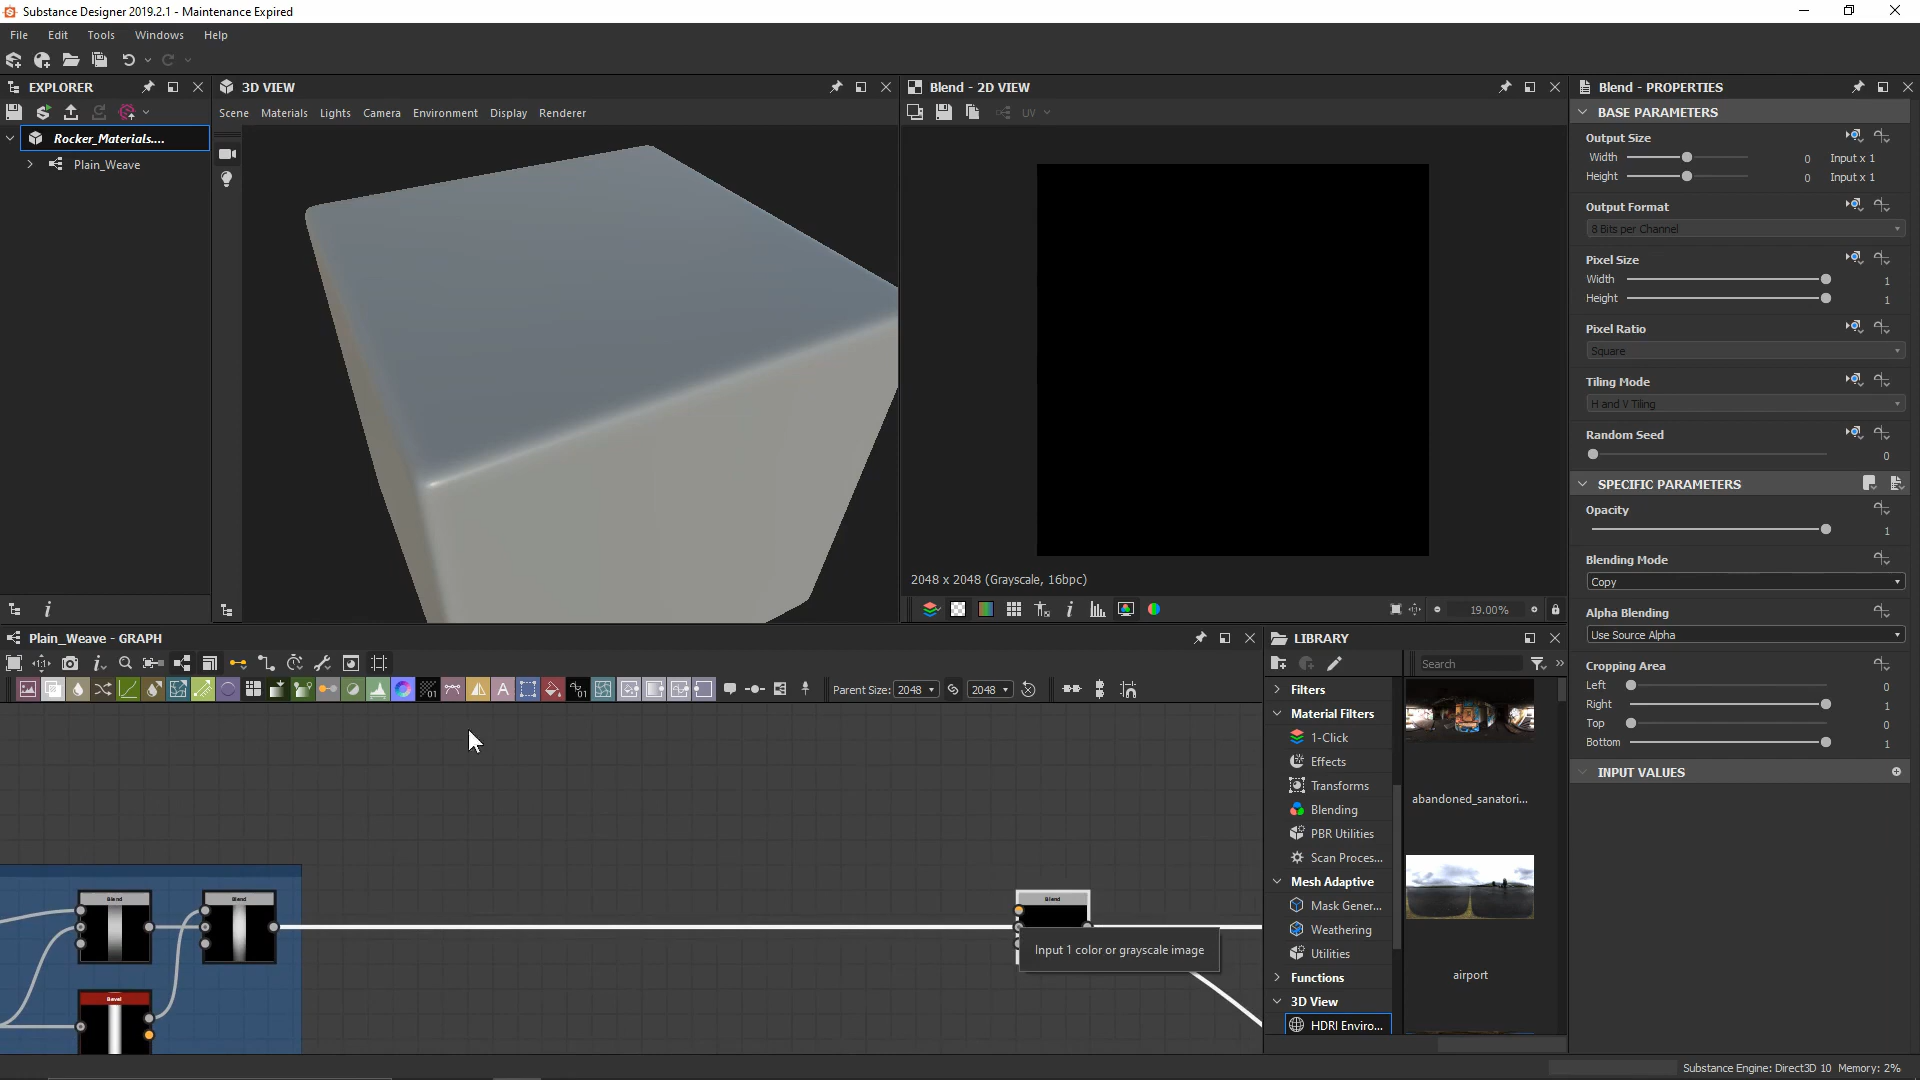 Substance Designer 2019.2.1 - Maintenance Expired
File Edit Tools Windows Help
EXPLORER
Rocker_Materials....
Plain_Weave
3D VIEW
Scene Materials Lights Camera Environment Display Renderer
Blend - 2D VIEW
UV
2048 x 2048 (Grayscale, 16bpc)
19.00%
Blend - PROPERTIES
BASE PARAMETERS
Output Size
Width 0 Input x 1
Height 0 Input x 1
Output Format
8 Bits per Channel
Pixel Size
Width 1
Height 1
Pixel Ratio
Square
Tiling Mode
H and V Tiling
Random Seed
0
SPECIFIC PARAMETERS
Opacity
1
Blending Mode
Copy
Alpha Blending
Use Source Alpha
Cropping Area
Left 0
Right 1
Top 0
Bottom 1
INPUT VALUES
Plain_Weave - GRAPH
Parent Size: 2048 2048
Blend
Blend
Bevel
Blend
Input 1 color or grayscale image
LIBRARY
Search
Filters
Material Filters
1-Click
Effects
Transforms
Blending
PBR Utilities
Scan Proces...
Mesh Adaptive
Mask Gener...
Weathering
Utilities
Functions
3D View
HDRI Enviro...
abandoned_sanatori...
airport
Substance Engine: Direct3D 10 Memory: 2%